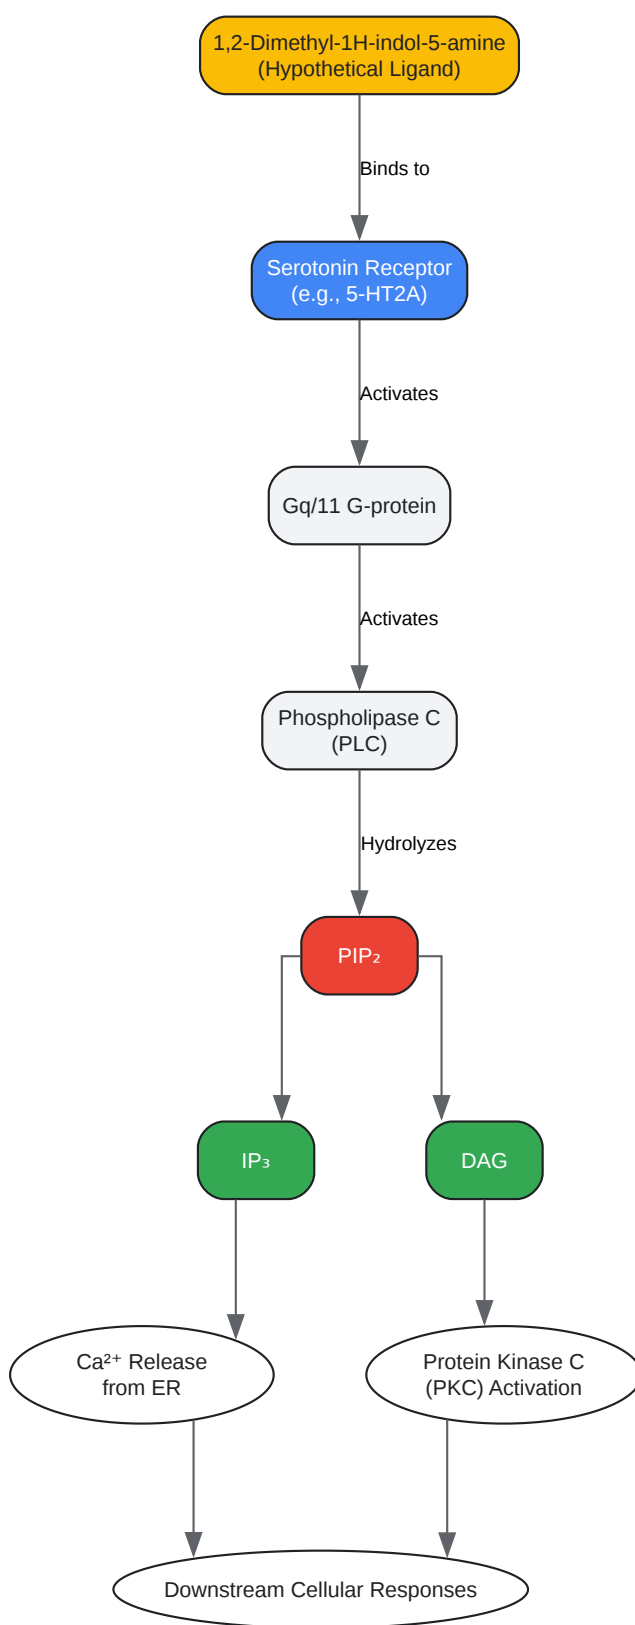 1,2-Dimethyl-1H-indol-5-amine
(Hypothetical Ligand)
Binds to
Serotonin Receptor
(e.g., 5-HT2A)
Activates
Gq/11 G-protein
Activates
Phospholipase C
(PLC)
Hydrolyzes
PIP₂
IP₃
DAG
Ca²⁺ Release
from ER
Protein Kinase C
(PKC) Activation
Downstream Cellular Responses